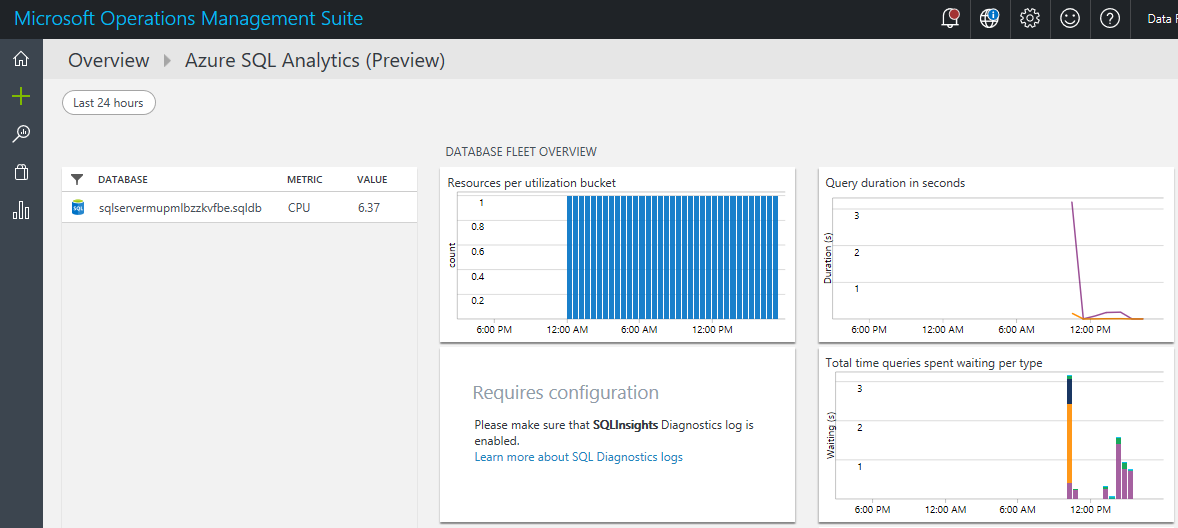 Microsoft Operations Management Suite
Data
Overview
Azure SQL Analytics (Preview)
Last 24 hours
DATABASE METRIC VALUE
SQL sqlservermupmlbzzkvfbe.sqldb CPU 6.37
DATABASE FLEET OVERVIEW
Resources per utilization bucket
count
1
0.8
0.6
0.4
0.2
6:00 PM 12:00 AM 6:00 AM 12:00 PM
Query duration in seconds
Duration (s)
3
2
1
6:00 PM 12:00 AM 6:00 AM 12:00 PM
Requires configuration
Please make sure that SQLInsights Diagnostics log is
enabled.
Learn more about SQL Diagnostics logs
Total time queries spent waiting per type
Waiting (s)
3
2
1
6:00 PM 12:00 AM 6:00 AM 12:00 PM